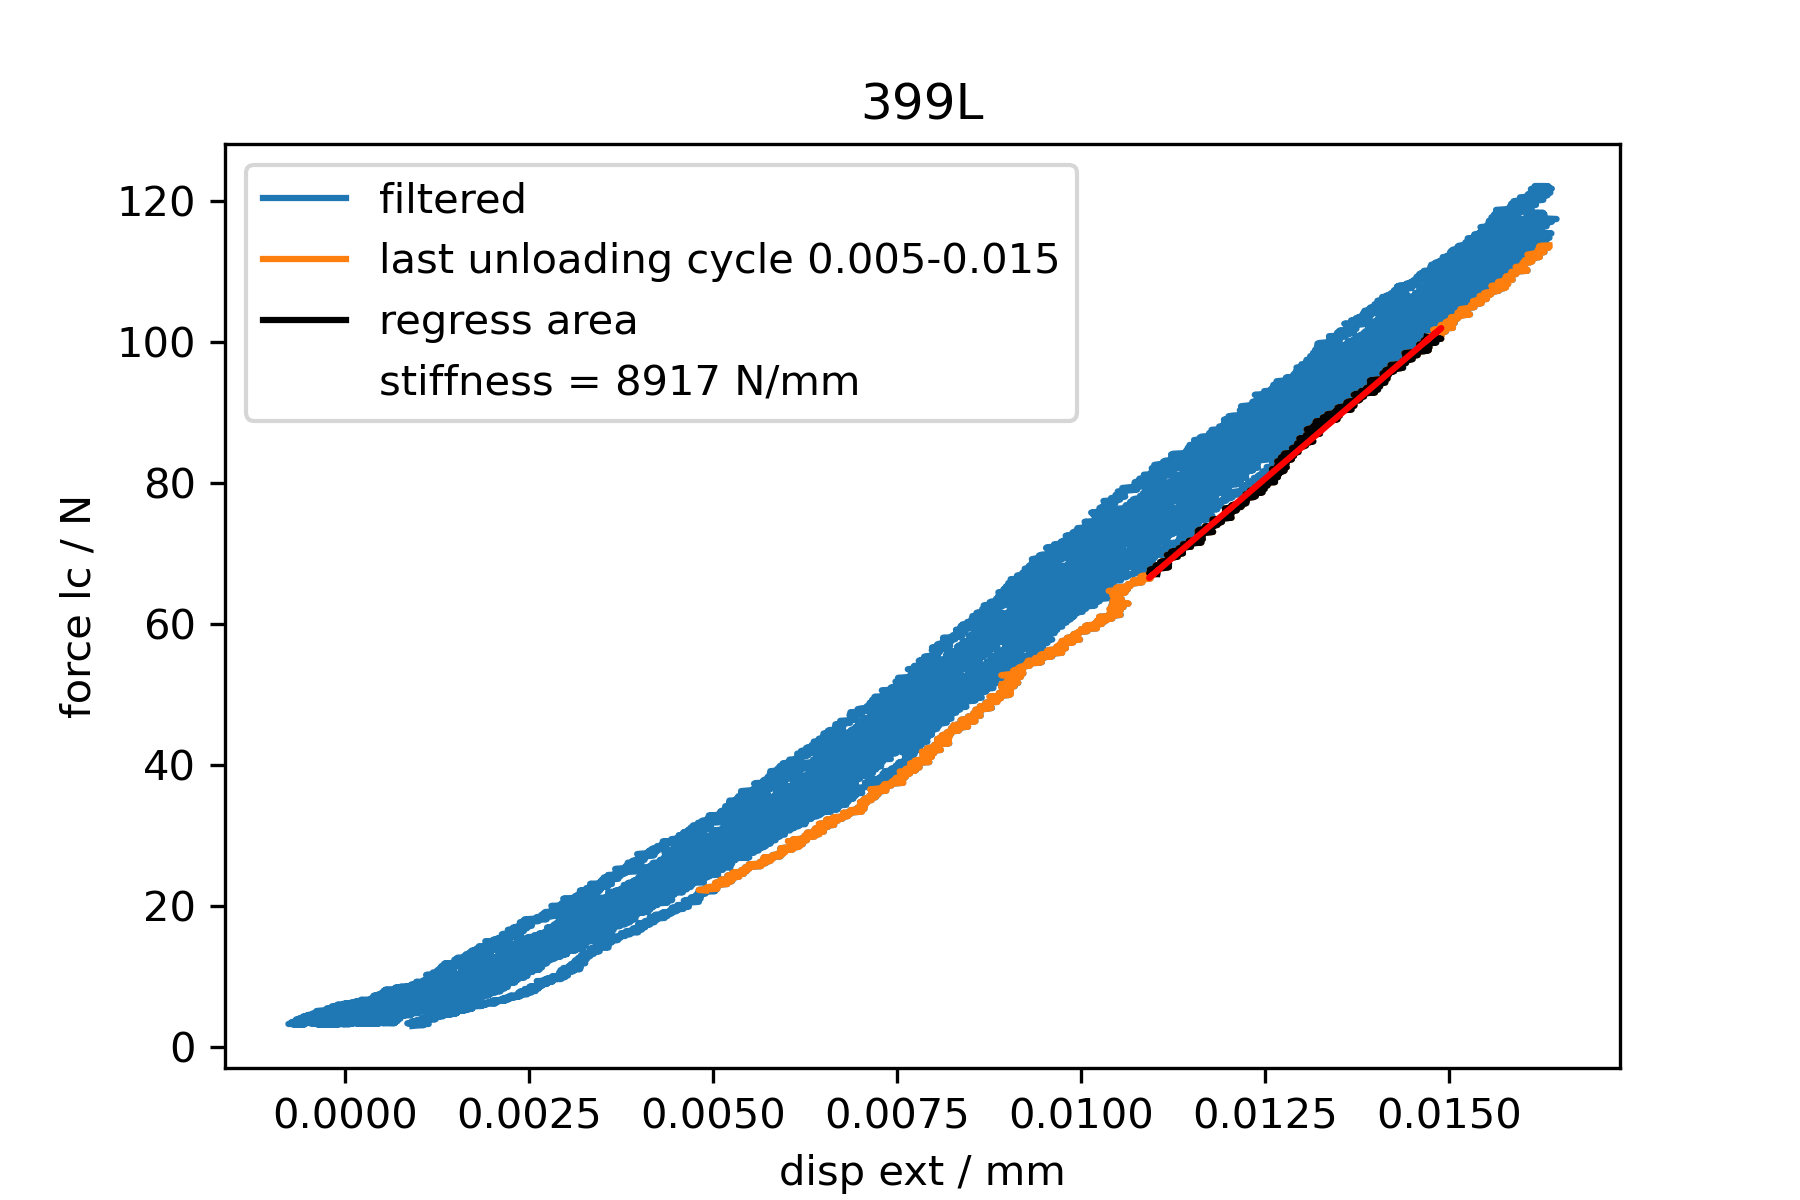 399L
filtered
last unloading cycle 0.005-0.015
regress area
stiffness = 8917 N/mm
120
100
80
60
40
20
0
force lc / N
0.0000 0.0025 0.0050 0.0075 0.0100 0.0125 0.0150
disp ext / mm